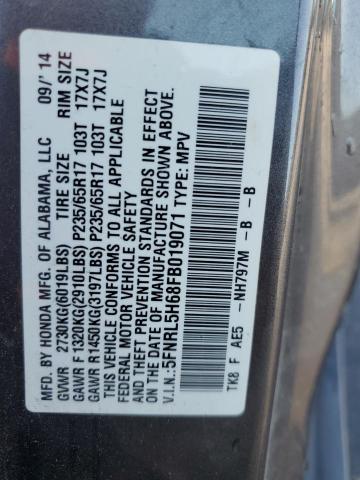 MFD. BY HONDA MFG. OF ALABAMA, LLC 09/'14
GVWR 2730KG(6019LBS) TIRE SIZE RIM SIZE
GAWR F 1320KG(2910LBS) P235/65R17 103T 17X7J
GAWR R 1450KG(3197LBS) P235/65R17 103T 17X7J
THIS VEHICLE CONFORMS TO ALL APPLICABLE
FEDERAL MOTOR VEHICLE SAFETY
THEFT PREVENTION STANDARDS IN EFFECT
ON THE DATE OF MANUFACTURE SHOWN ABOVE.
V.I.N.:5FNRL5H68FB019071 TYPE: MPV
TK8 F AE5 - NH797M - B - B